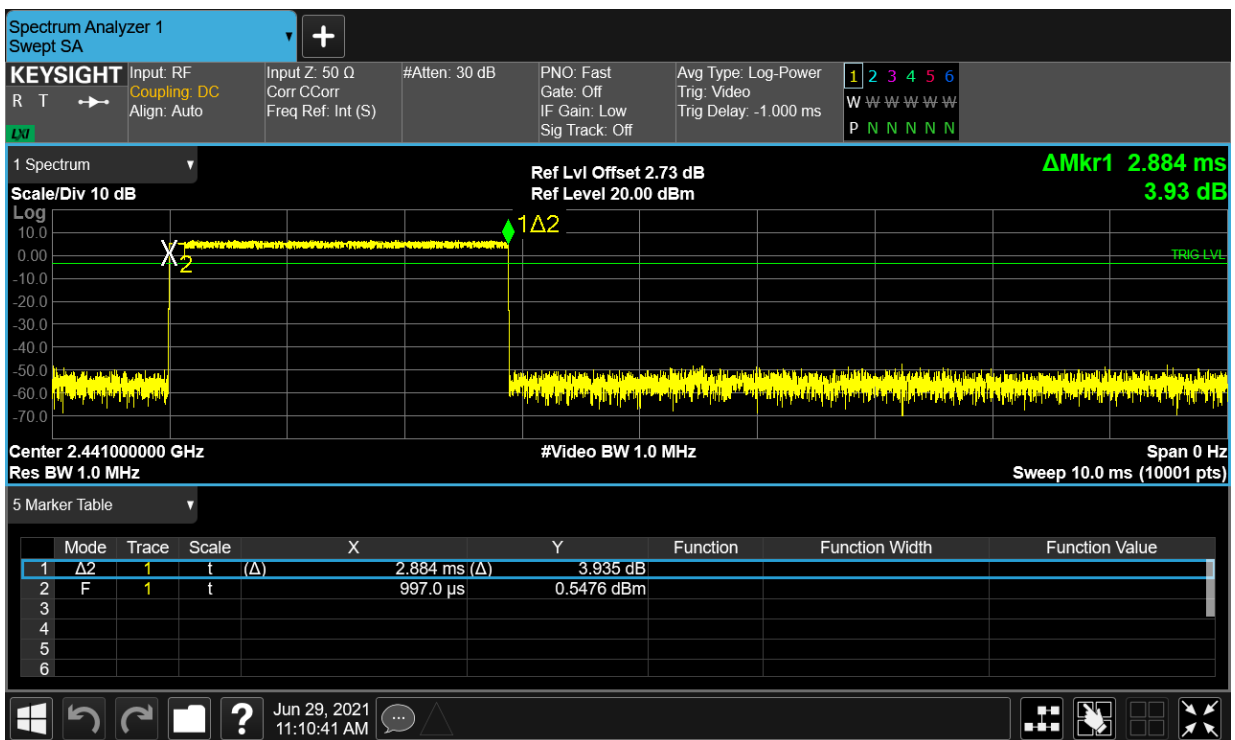 Spectrum Analyzer 1
Swept SA
+
KEYSIGHT
R T
LXI
Input: RF
Coupling: DC
Align: Auto
Input Z: 50 Ω
Corr CCorr
Freq Ref: Int (S)
#Atten: 30 dB
PNO: Fast
Gate: Off
IF Gain: Low
Sig Track: Off
Avg Type: Log-Power
Trig: Video
Trig Delay: -1.000 ms
1 2 3 4 5 6
W W W W W W
P N N N N N
1 Spectrum
Scale/Div 10 dB
Ref Lvl Offset 2.73 dB
Ref Level 20.00 dBm
ΔMkr1 2.884 ms
3.93 dB
Log
10.0
0.00
-10.0
-20.0
-30.0
-40.0
-50.0
-60.0
-70.0
X
2
1Δ2
TRIG LVL
Center 2.441000000 GHz
#Video BW 1.0 MHz
Span 0 Hz
Res BW 1.0 MHz
Sweep 10.0 ms (10001 pts)
5 Marker Table
Mode Trace Scale X Y Function Function Width Function Value
1 Δ2 1 t (Δ) 2.884 ms (Δ) 3.935 dB
2 F 1 t 997.0 µs 0.5476 dBm
3
4
5
6
?
Jun 29, 2021
11:10:41 AM